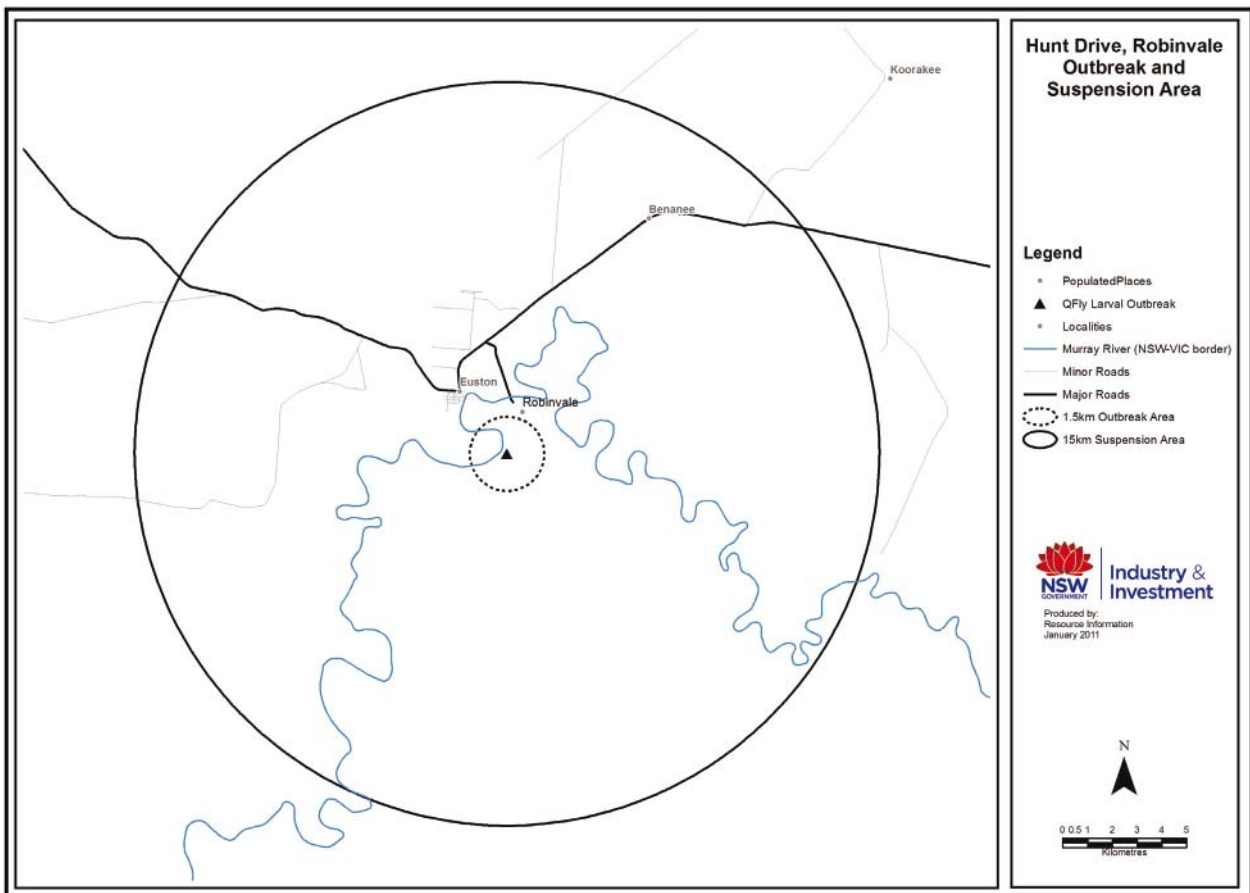 Hunt Drive, Robinvale
Outbreak and
Suspension Area
Koorakee
Benanee
Euston
Robinvale
Legend
PopulatedPlaces
QFly Larval Outbreak
Localities
Murray River (NSW-VIC border)
Minor Roads
Major Roads
1.5km Outbreak Area
15km Suspension Area
NSW
GOVERNMENT
Industry &
Investment
Produced by:
Resource Information
January 2011
N
0 0.5 1 2 3 4 5
Kilometres